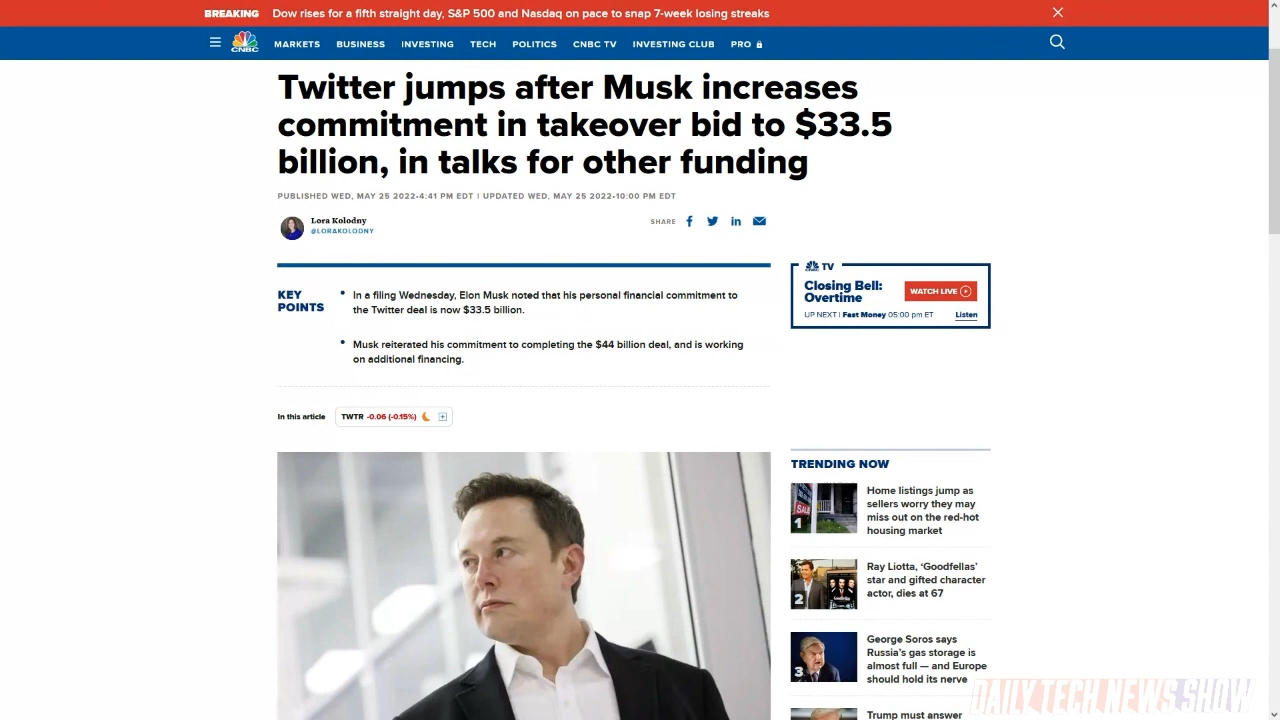 BREAKING Dow rises for a fifth straight day, S&P 500 and Nasdaq on pace to snap 7-week losing streaks
CNBC MARKETS BUSINESS INVESTING TECH POLITICS CNBC TV INVESTING CLUB PRO
Twitter jumps after Musk increases
commitment in takeover bid to $33.5
billion, in talks for other funding
PUBLISHED WED, MAY 25 2022•4:41 PM EDT | UPDATED WED, MAY 25 2022•10:00 PM EDT
Lora Kolodny
@LORAKOLODNY
SHARE
KEY
POINTS
• In a filing Wednesday, Elon Musk noted that his personal financial commitment to
the Twitter deal is now $33.5 billion.
• Musk reiterated his commitment to completing the $44 billion deal, and is working
on additional financing.
In this article TWTR -0.06 (-0.15%)
TV
Closing Bell:
Overtime
WATCH LIVE
UP NEXT | Fast Money 05:00 pm ET Listen
TRENDING NOW
1
Home listings jump as
sellers worry they may
miss out on the red-hot
housing market
2
Ray Liotta, ‘Goodfellas’
star and gifted character
actor, dies at 67
3
George Soros says
Russia’s gas storage is
almost full — and Europe
should hold its nerve
Trump must answer
DAILY TECH NEWS SHOW